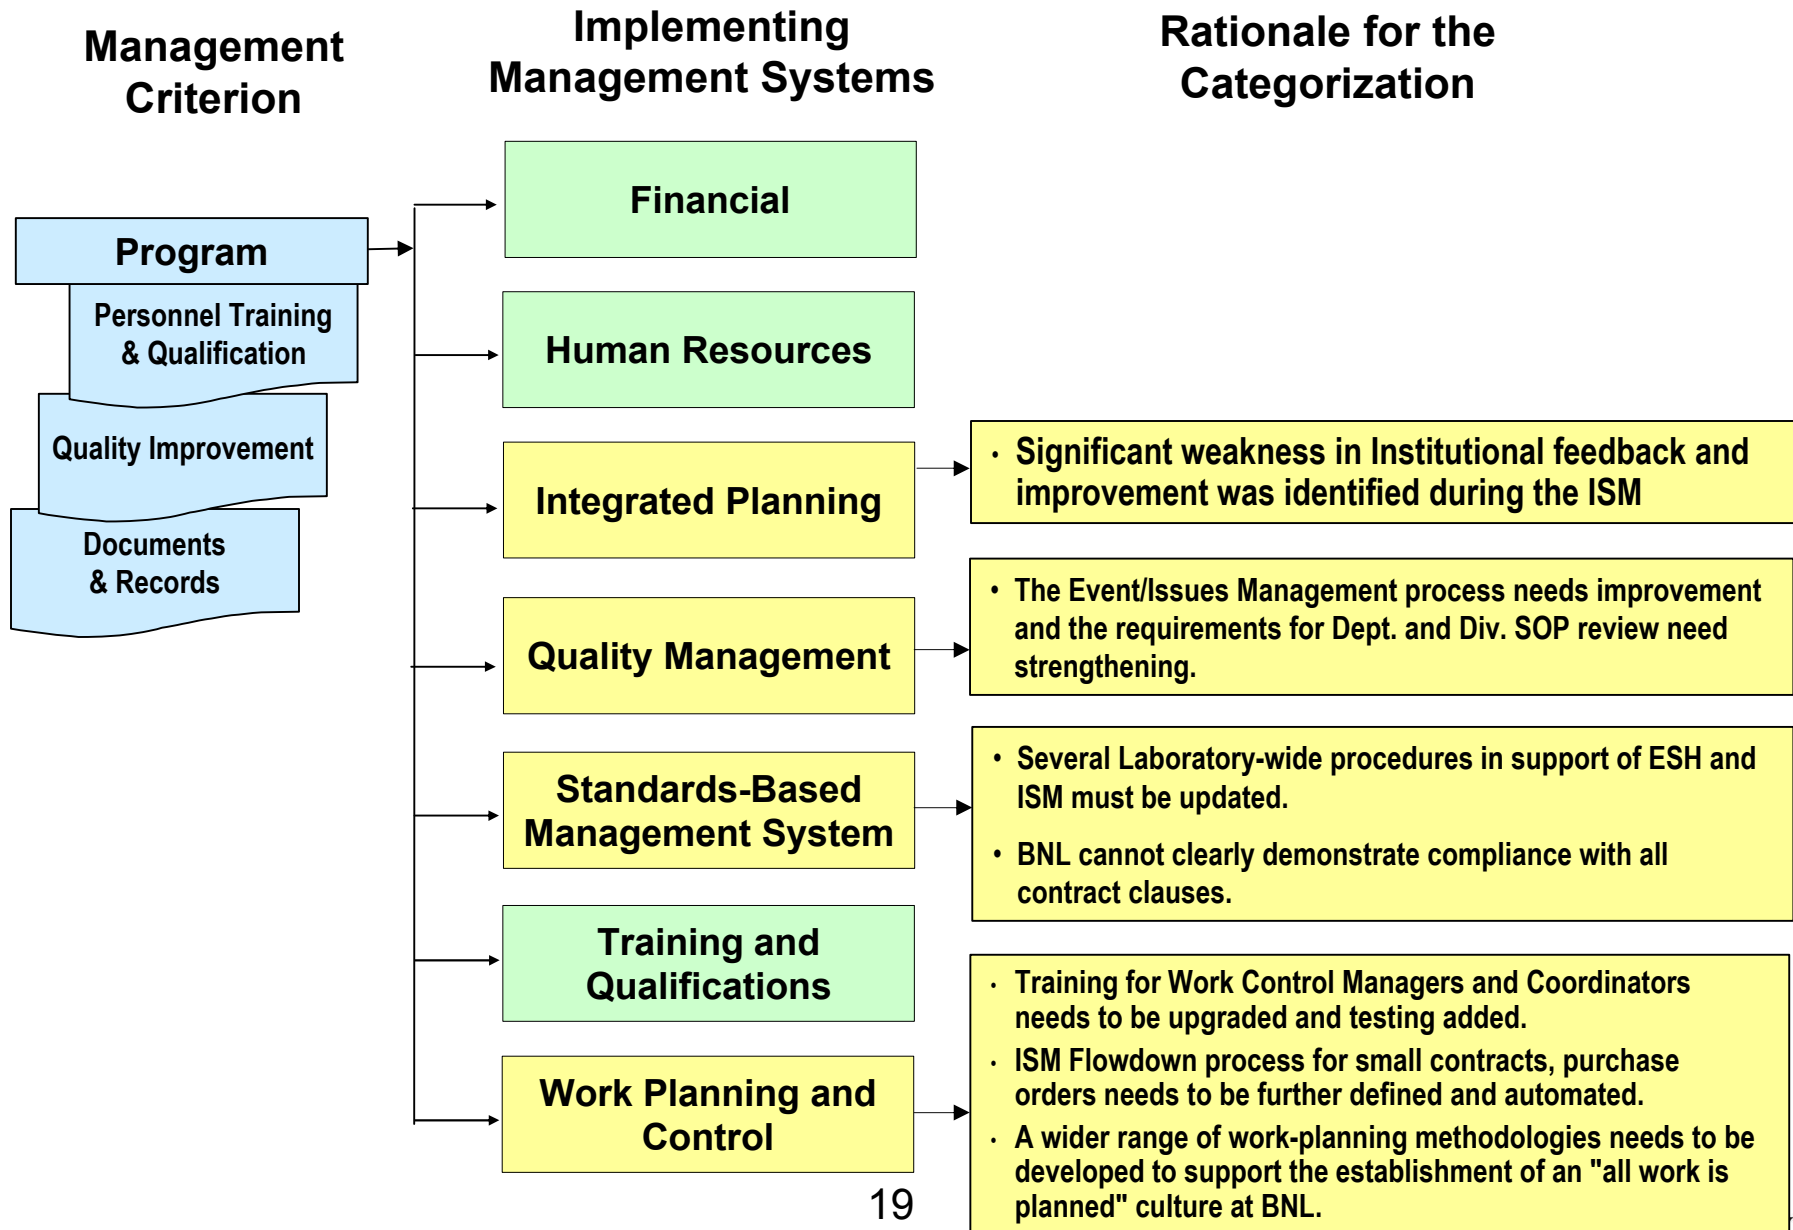 Management
Criterion
Implementing
Management Systems
Rationale for the
Categorization
Program
Personnel Training
& Qualification
Quality Improvement
Documents
& Records
Financial
Human Resources
Integrated Planning
Quality Management
Standards-Based
Management System
Training and
Qualifications
Work Planning and
Control
• Significant weakness in Institutional feedback and
improvement was identified during the ISM
• The Event/Issues Management process needs improvement
and the requirements for Dept. and Div. SOP review need
strengthening.
• Several Laboratory-wide procedures in support of ESH and
ISM must be updated.
• BNL cannot clearly demonstrate compliance with all
contract clauses.
• Training for Work Control Managers and Coordinators
needs to be upgraded and testing added.
• ISM Flowdown process for small contracts, purchase
orders needs to be further defined and automated.
• A wider range of work-planning methodologies needs to be
developed to support the establishment of an "all work is
planned" culture at BNL.
19